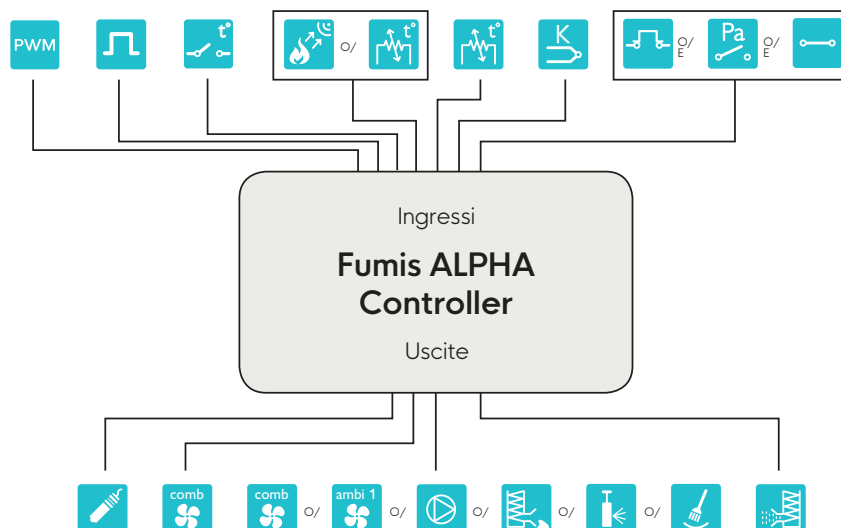 PWM
t°
O/
t°
t°
K
O/
E
Pa
O/
E
Ingressi
Fumis ALPHA
Controller
Uscite
comb
comb
O/
ambi 1
O/
O/
O/
O/